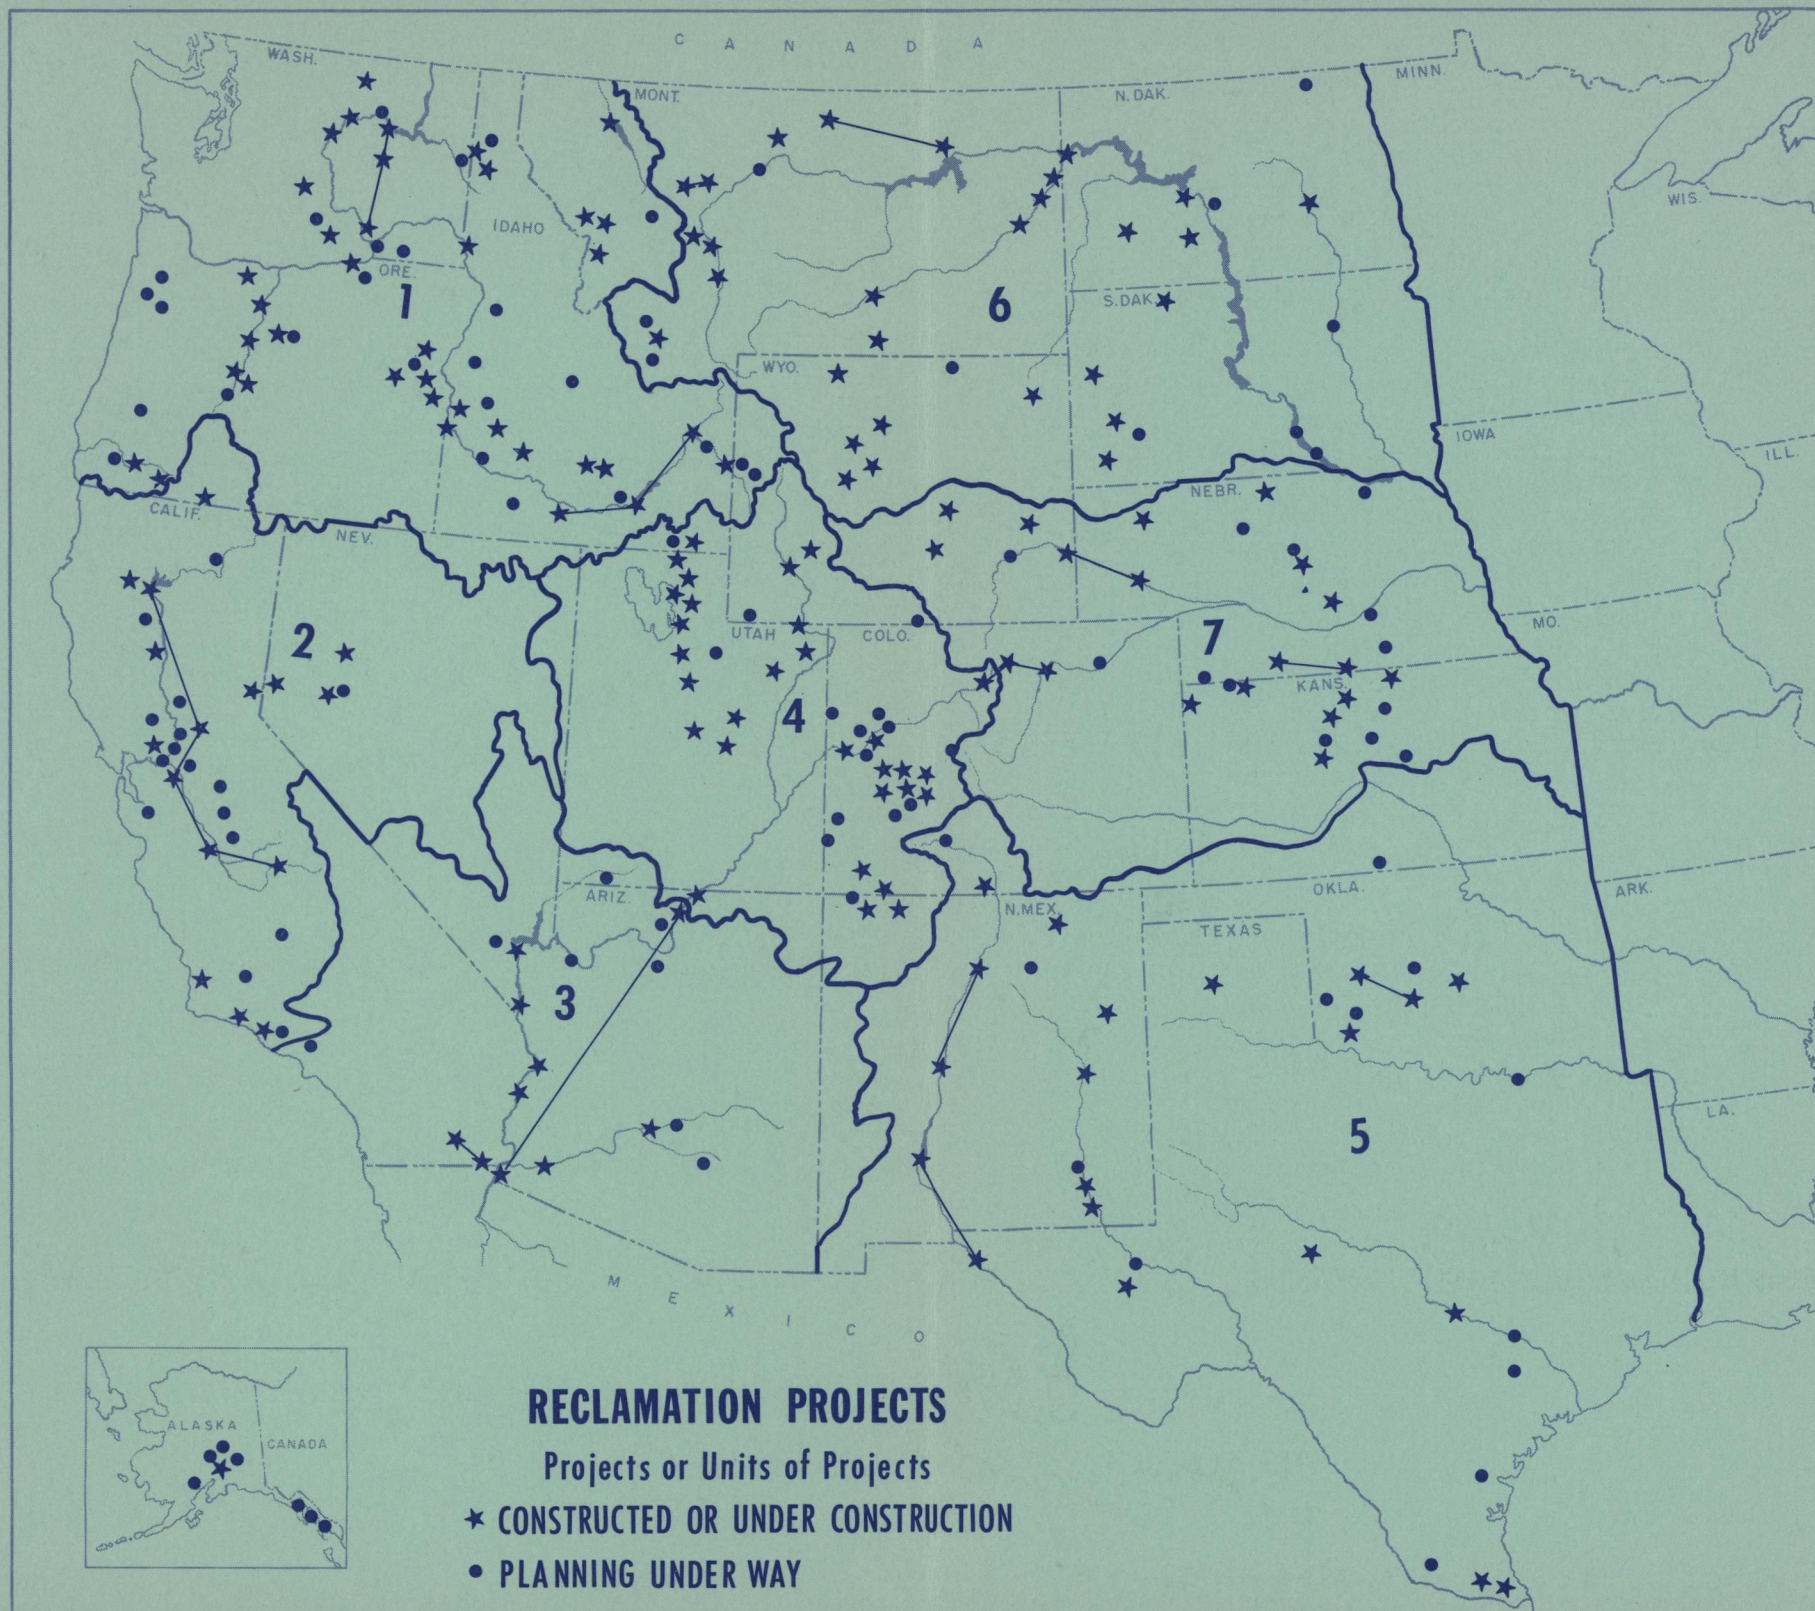 C A N A D A
WASH.
MONT.
N. DAK.
MINN.
WIS.
IDAHO
ORE.
1
6
S. DAK.
WYO.
IOWA
ILL.
NEBR.
CALIF.
NEV.
2
UTAH
COLO.
7
MO.
KANS.
4
ARIZ.
N. MEX.
OKLA.
ARK.
TEXAS
3
5
LA.
M E X I C O
ALASKA
CANADA
RECLAMATION PROJECTS
Projects or Units of Projects
★ CONSTRUCTED OR UNDER CONSTRUCTION
• PLANNING UNDER WAY